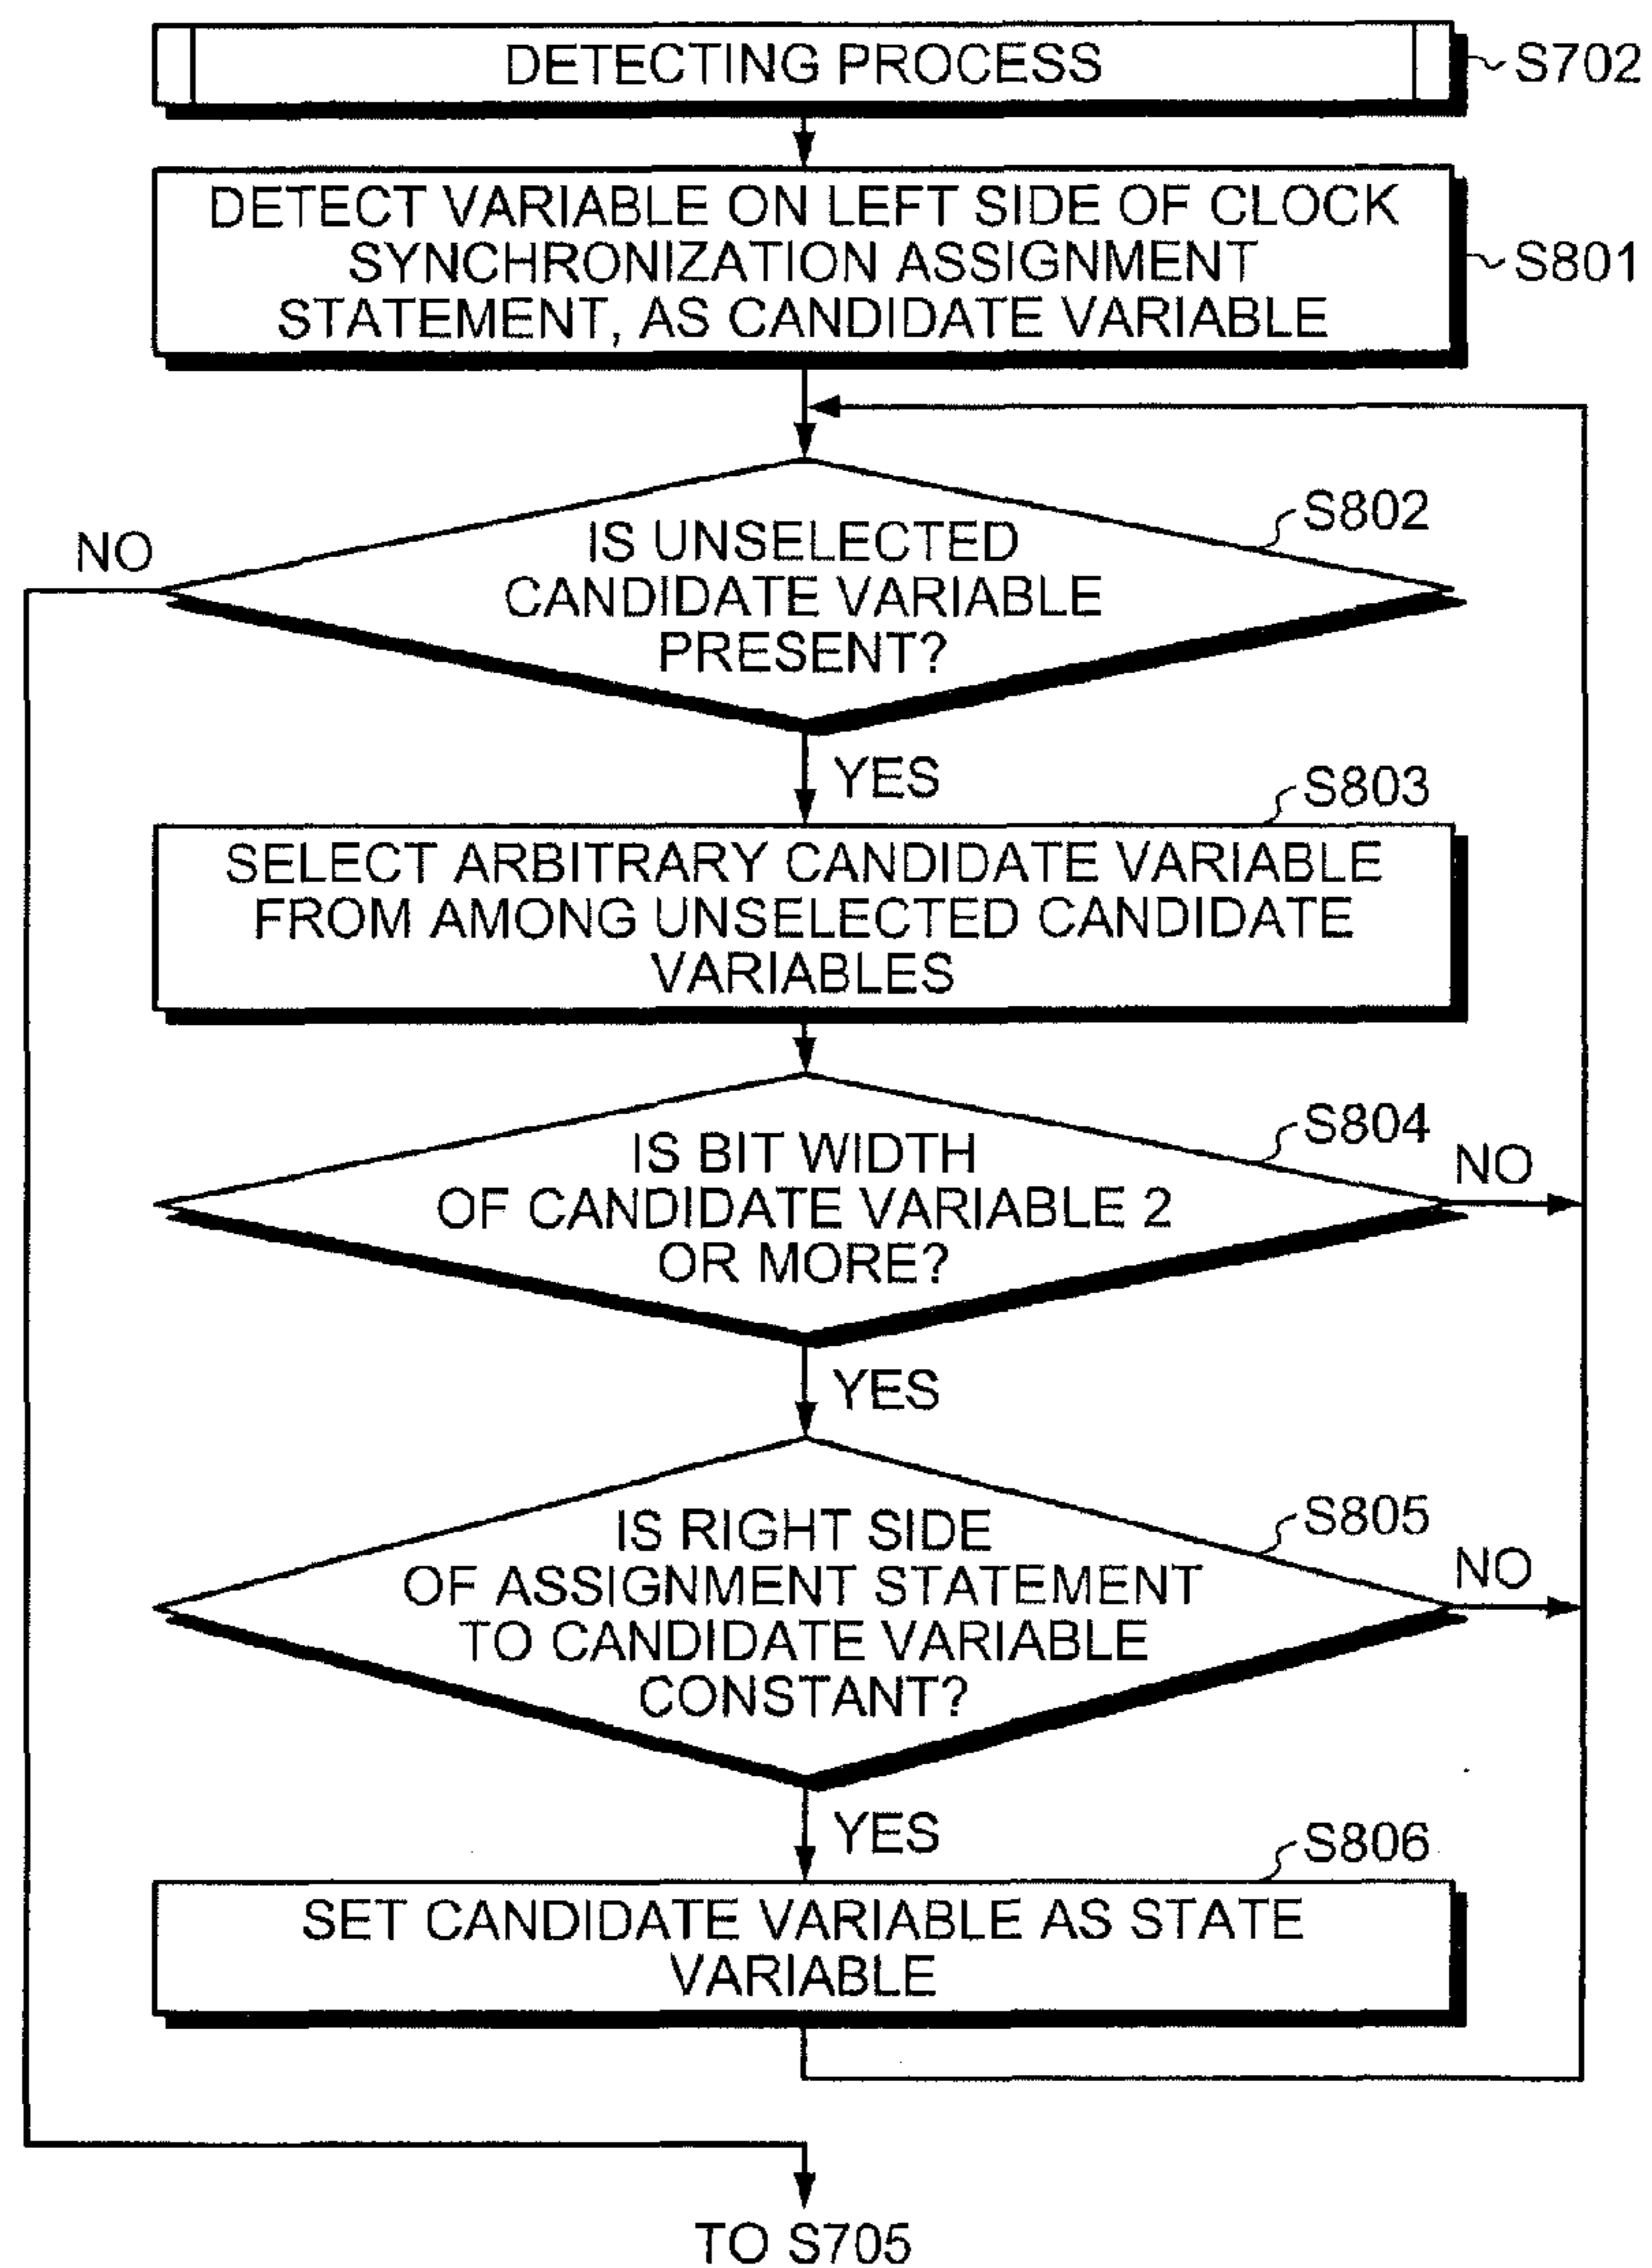 DETECTING PROCESS
S702
DETECT VARIABLE ON LEFT SIDE OF CLOCK
SYNCHRONIZATION ASSIGNMENT
STATEMENT, AS CANDIDATE VARIABLE
S801
S802
NO
IS UNSELECTED
CANDIDATE VARIABLE
PRESENT?
YES
S803
SELECT ARBITRARY CANDIDATE VARIABLE
FROM AMONG UNSELECTED CANDIDATE
VARIABLES
S804
NO
IS BIT WIDTH
OF CANDIDATE VARIABLE 2
OR MORE?
YES
S805
NO
IS RIGHT SIDE
OF ASSIGNMENT STATEMENT
TO CANDIDATE VARIABLE
CONSTANT?
YES
S806
SET CANDIDATE VARIABLE AS STATE
VARIABLE
TO S705